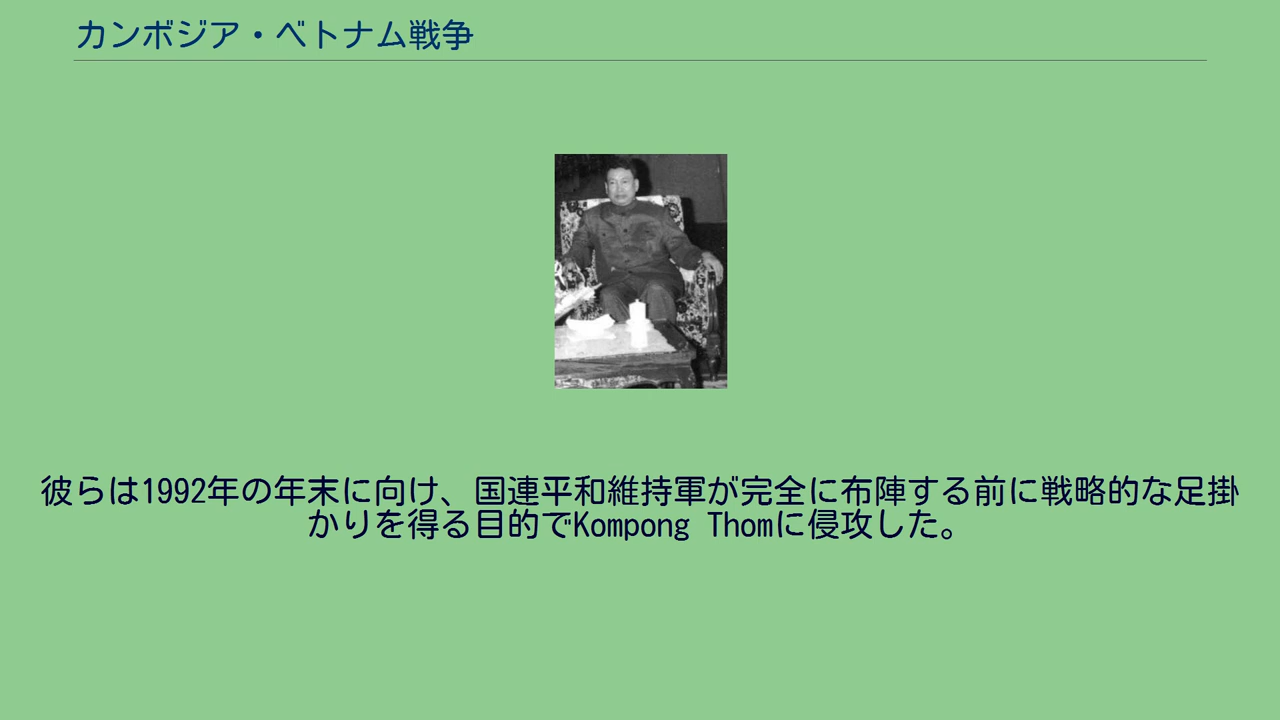 カンボジア・ベトナム戦争
彼らは1992年の年末に向け、国連平和維持軍が完全に布陣する前に戦略的な足掛
かりを得る目的でKompong Thomに侵攻した。